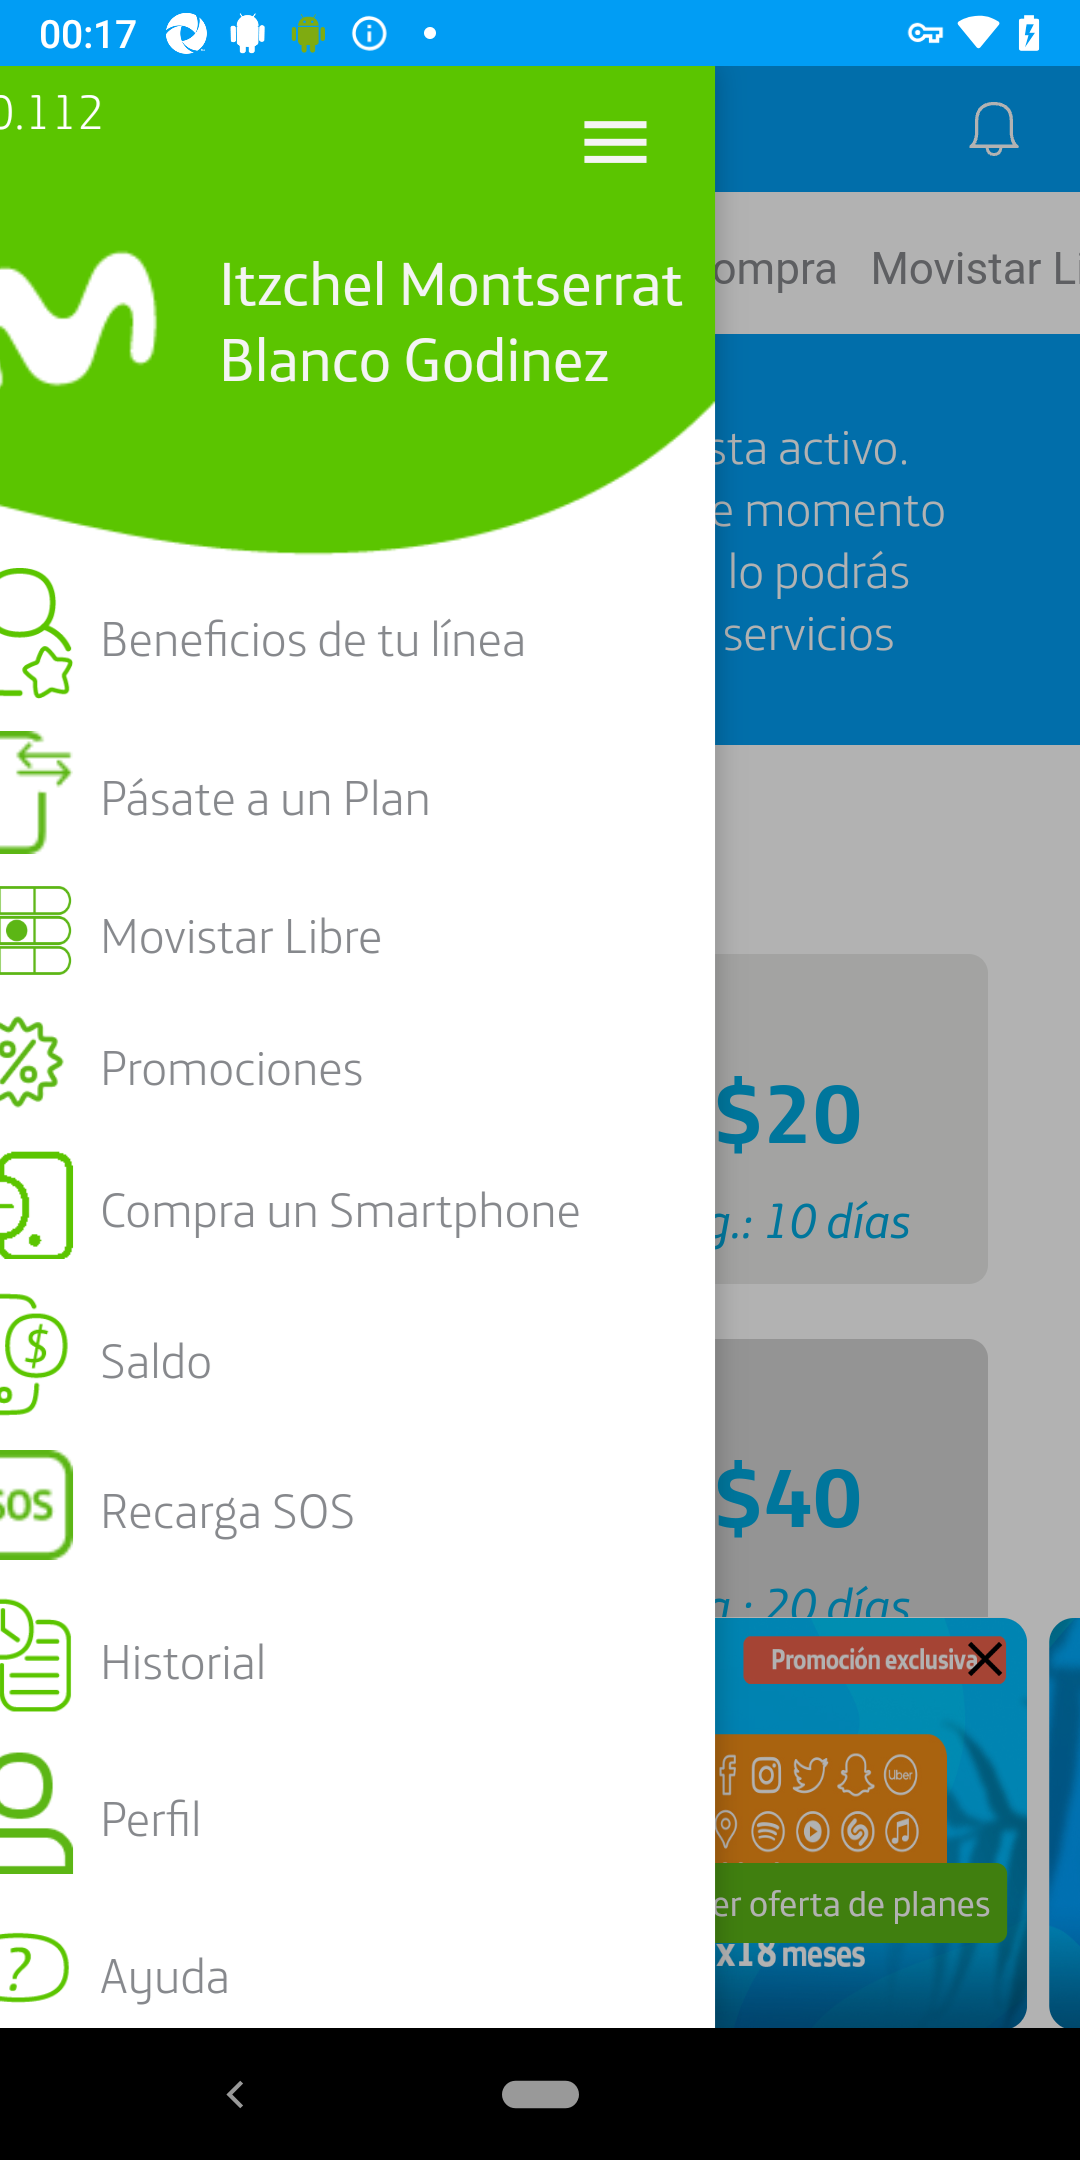 00:17
0.112
Itzchel Montserrat
Blanco Godinez
ompra Movistar Li
sta activo.
e momento
lo podrás
servicios
Beneficios de tu línea
Pásate a un Plan
Movistar Libre
Promociones
$20
g.: 10 días
Compra un Smartphone
Saldo
$40
g.: 20 días
SOS
Recarga SOS
Historial
Promoción exclusiva
Uber
Perfil
er oferta de planes
x18 meses
Ayuda